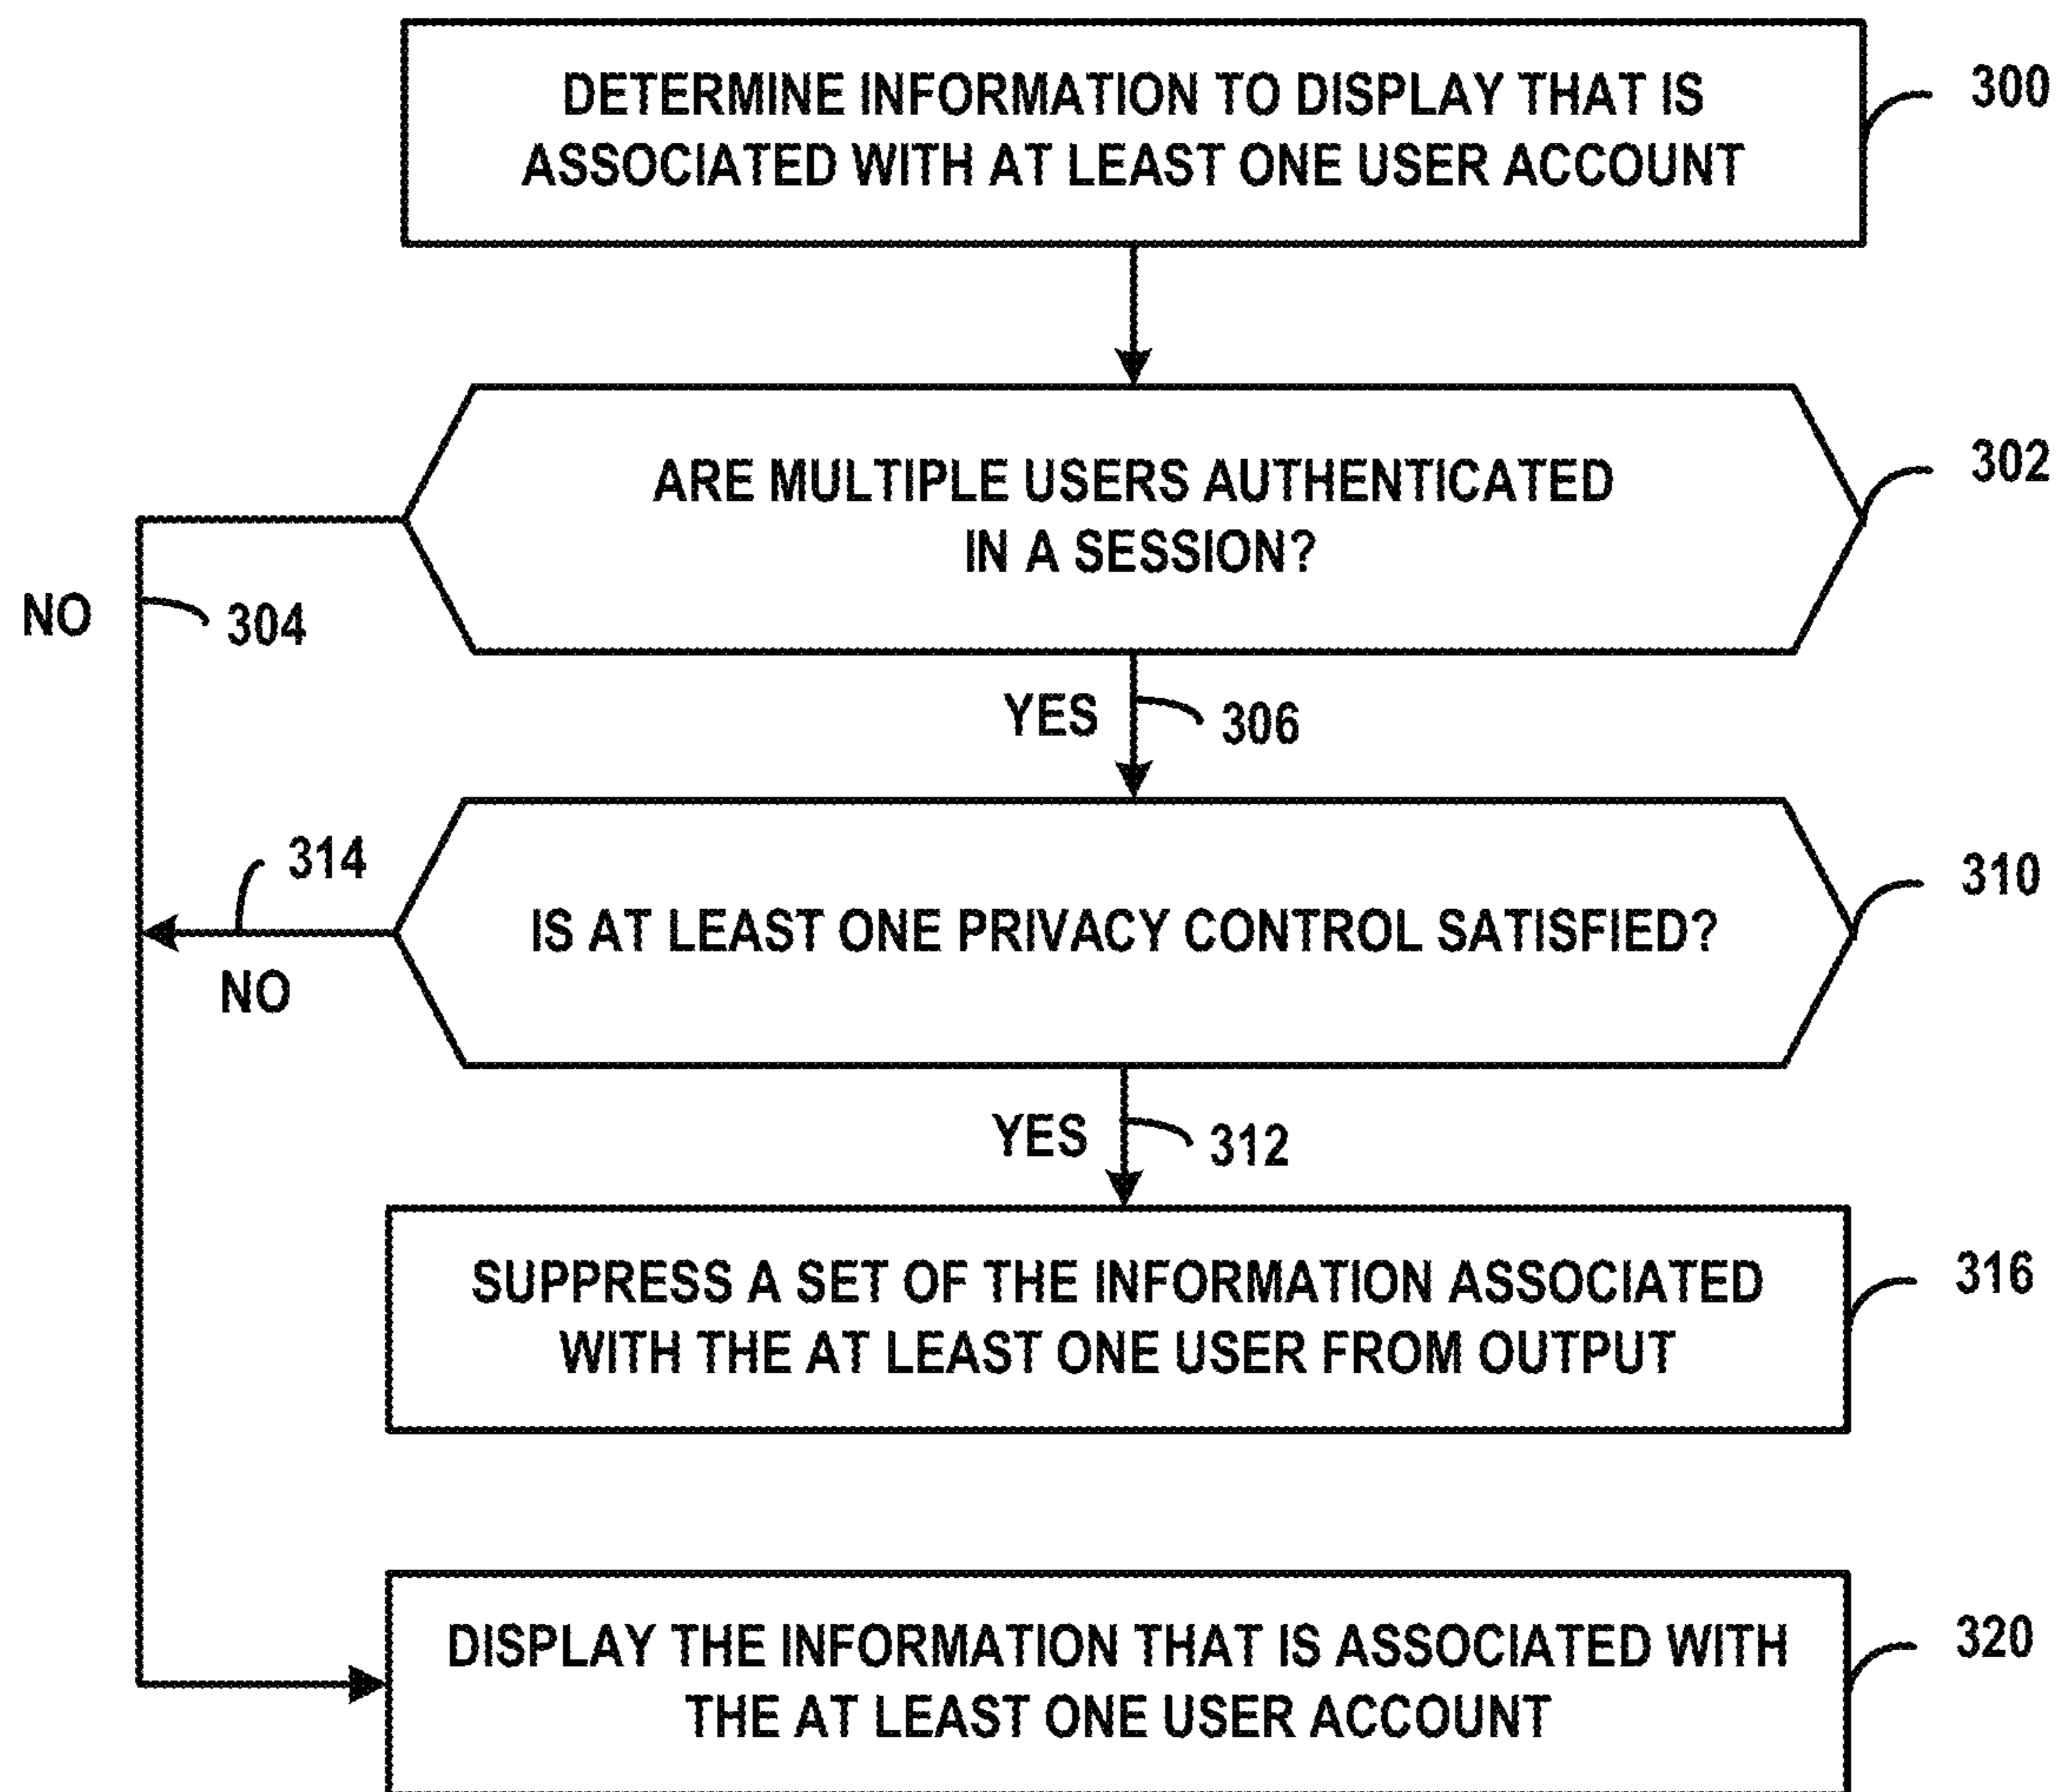 DETERMINE INFORMATION TO DISPLAY THAT IS
ASSOCIATED WITH AT LEAST ONE USER ACCOUNT
300
ARE MULTIPLE USERS AUTHENTICATED
IN A SESSION?
302
NO
304
YES
306
314
NO
IS AT LEAST ONE PRIVACY CONTROL SATISFIED?
310
YES
312
SUPPRESS A SET OF THE INFORMATION ASSOCIATED
WITH THE AT LEAST ONE USER FROM OUTPUT
316
DISPLAY THE INFORMATION THAT IS ASSOCIATED WITH
THE AT LEAST ONE USER ACCOUNT
320